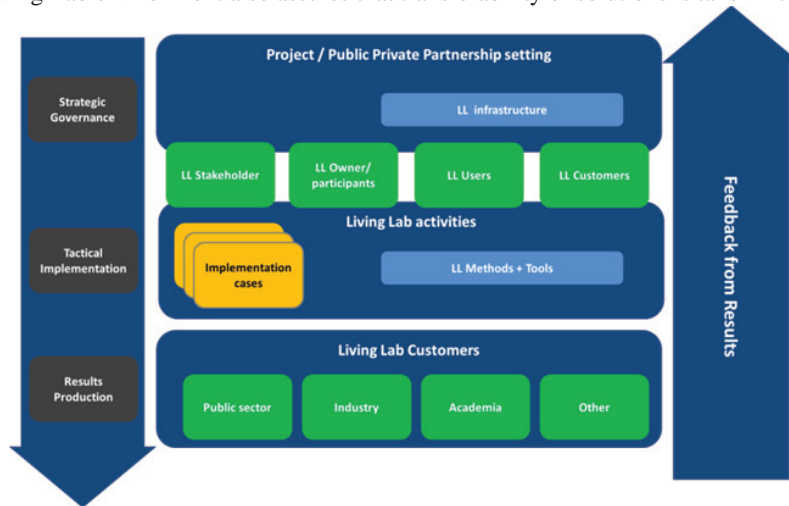 Project / Public Private Partnership setting
Strategic
Governance
LL infrastructure
LL Stakeholder
LL Owner/
participants
LL Users
LL Customers
Living Lab activities
Tactical
Implementation
Implementation
cases
LL Methods + Tools
Living Lab Customers
Results
Production
Public sector
Industry
Academia
Other
Feedback from Results